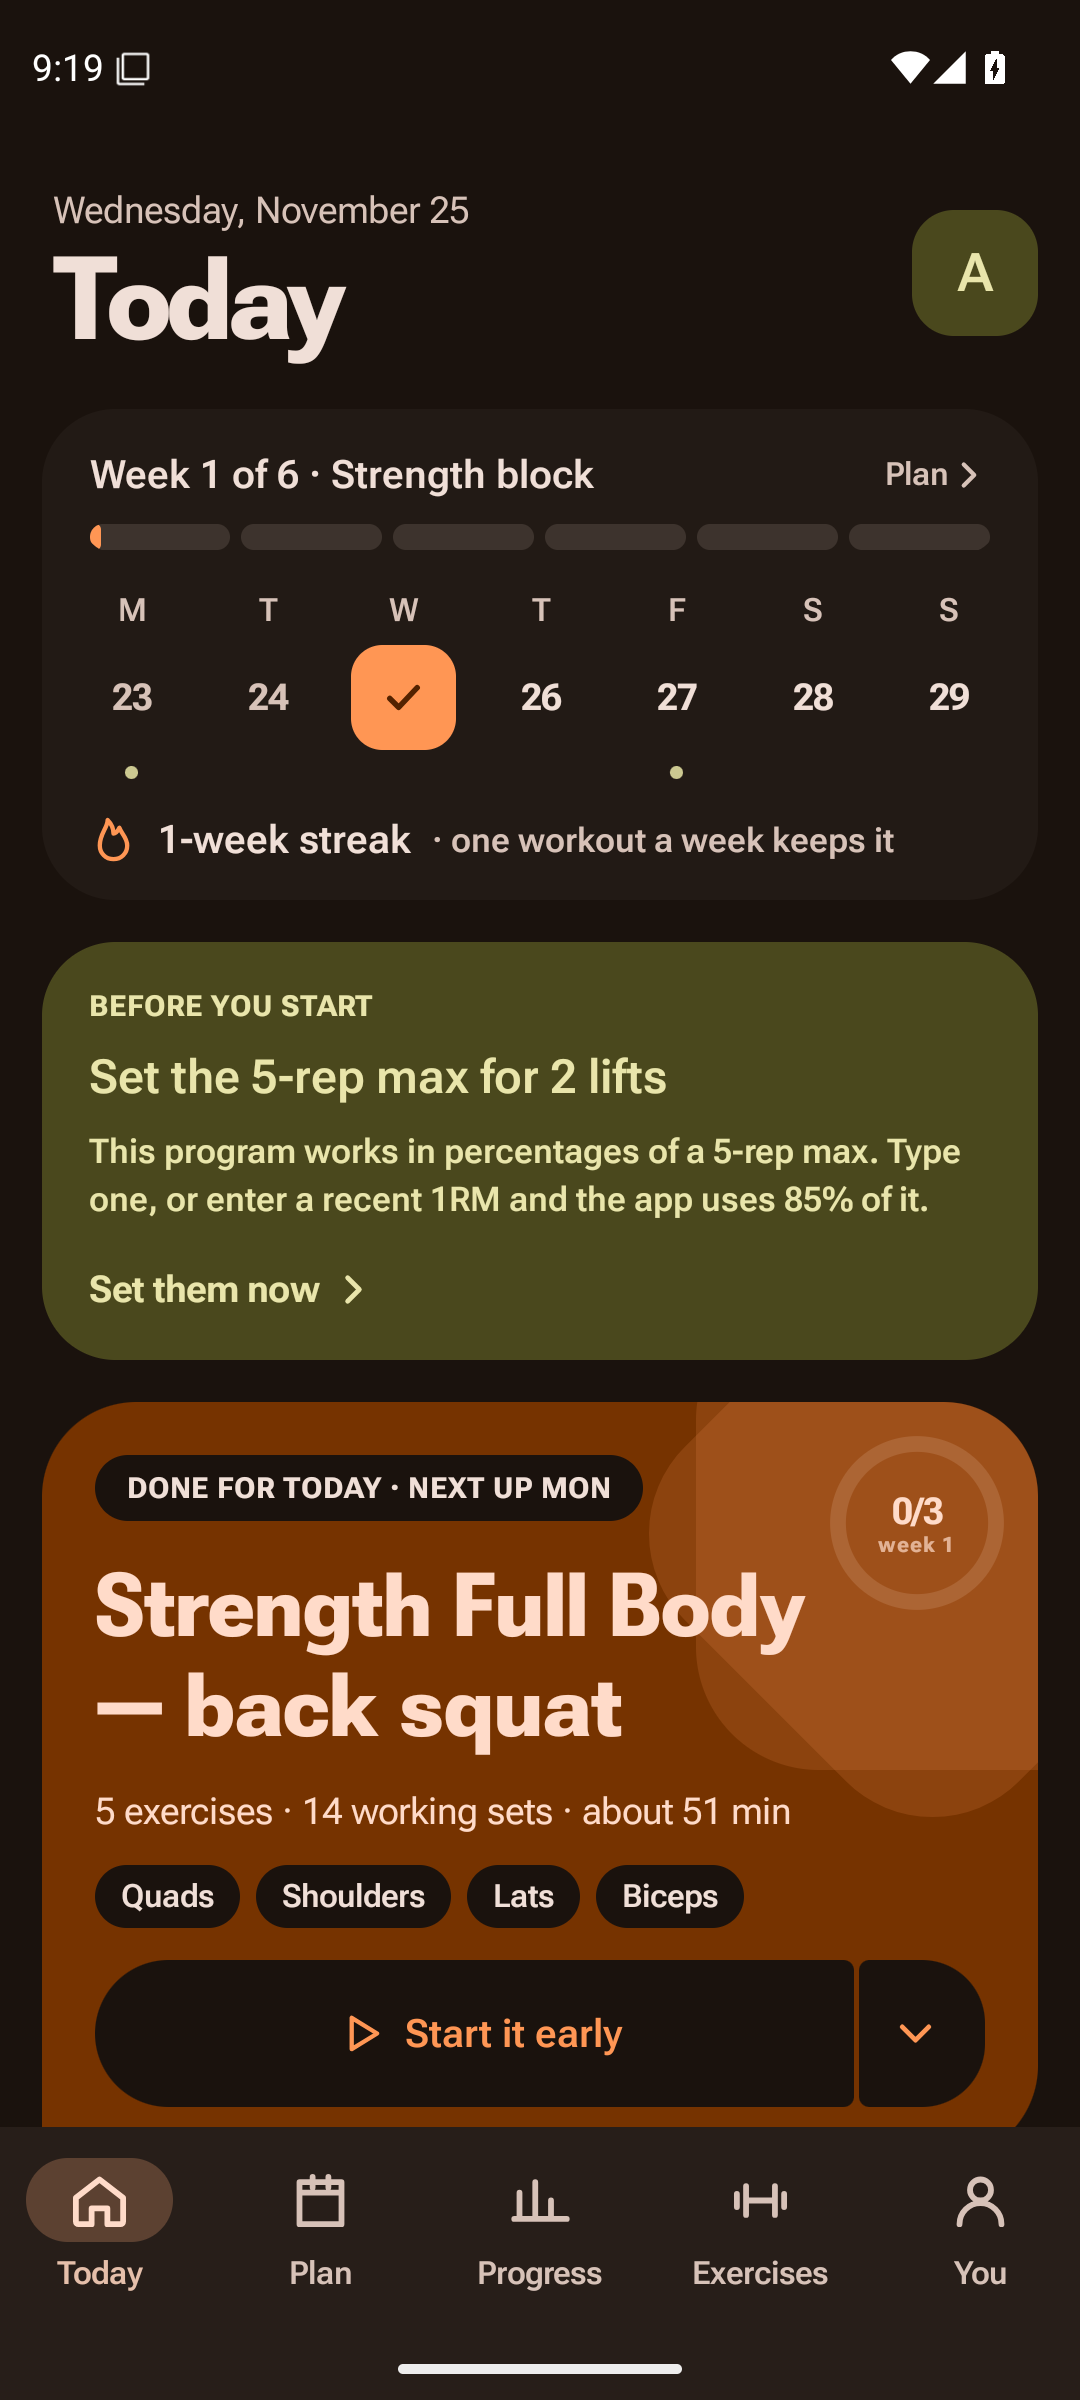 9:19
Wednesday, November 25
Today
A
Week 1 of 6 · Strength block
Plan
M T W T F S S
23 24 26 27 28 29
1-week streak · one workout a week keeps it
BEFORE YOU START
Set the 5-rep max for 2 lifts
This program works in percentages of a 5-rep max. Type
one, or enter a recent 1RM and the app uses 85% of it.
Set them now
DONE FOR TODAY · NEXT UP MON
0/3
week 1
Strength Full Body
— back squat
5 exercises · 14 working sets · about 51 min
Quads Shoulders Lats Biceps
Start it early
Today Plan Progress Exercises You